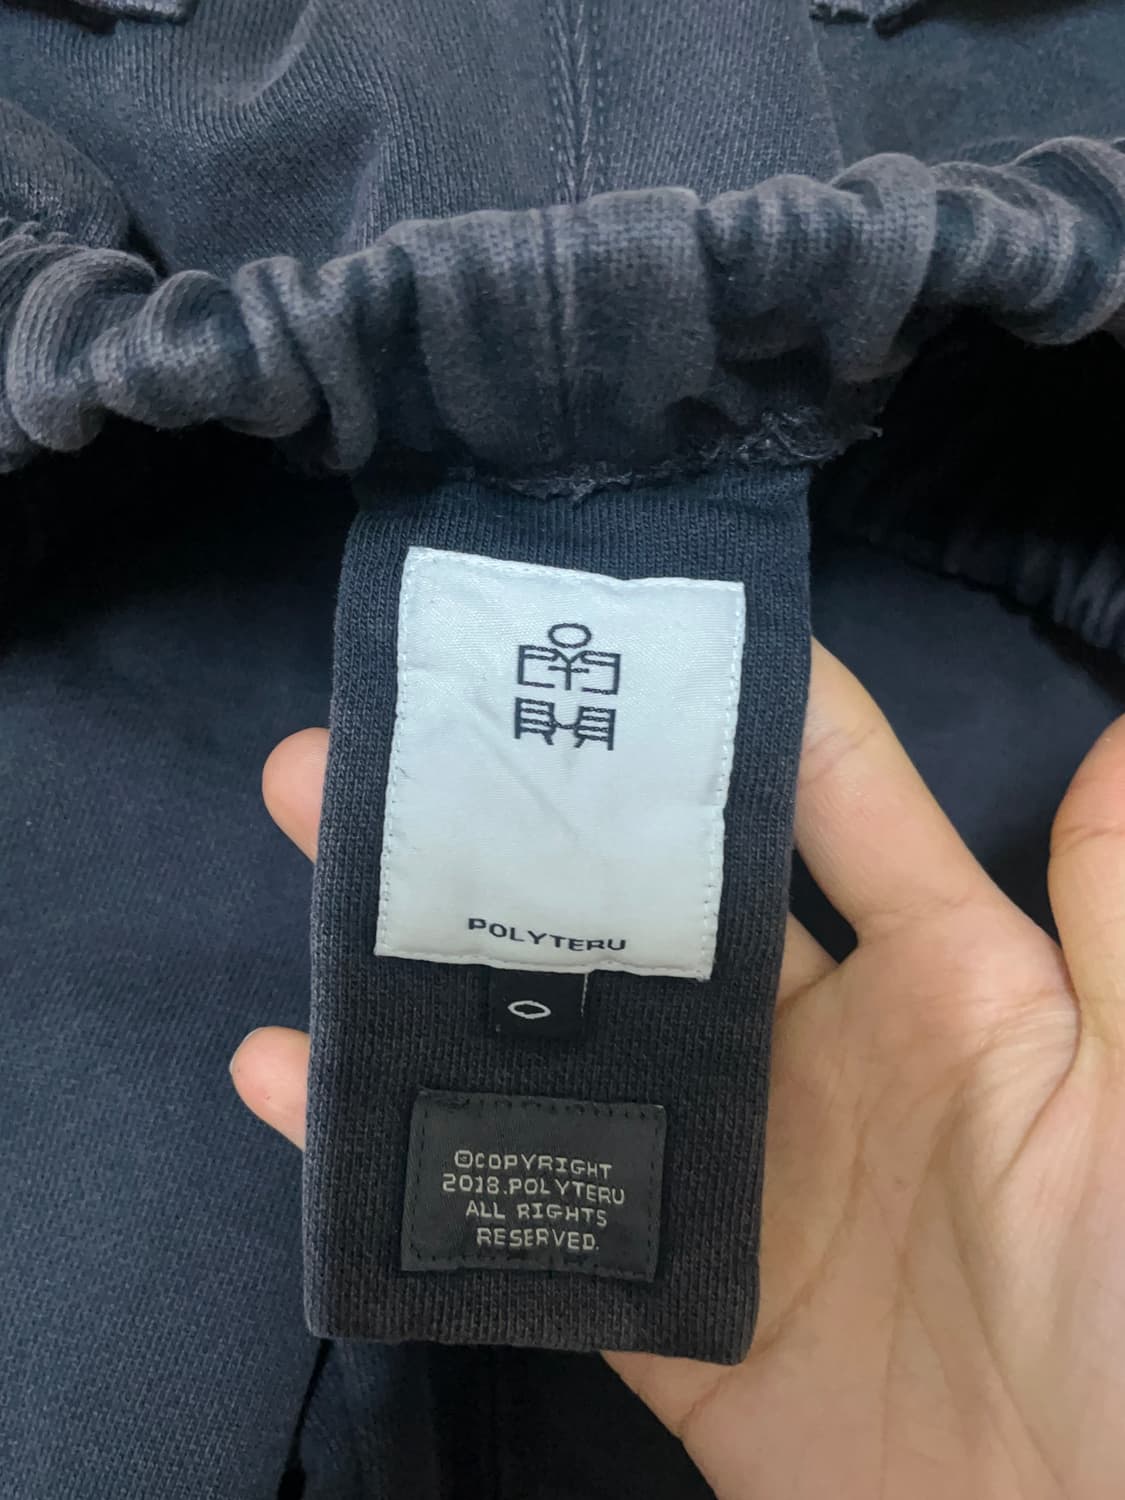 POLYTERU
0
©COPYRIGHT
2018.POLYTERU
ALL RIGHTS
RESERVED.